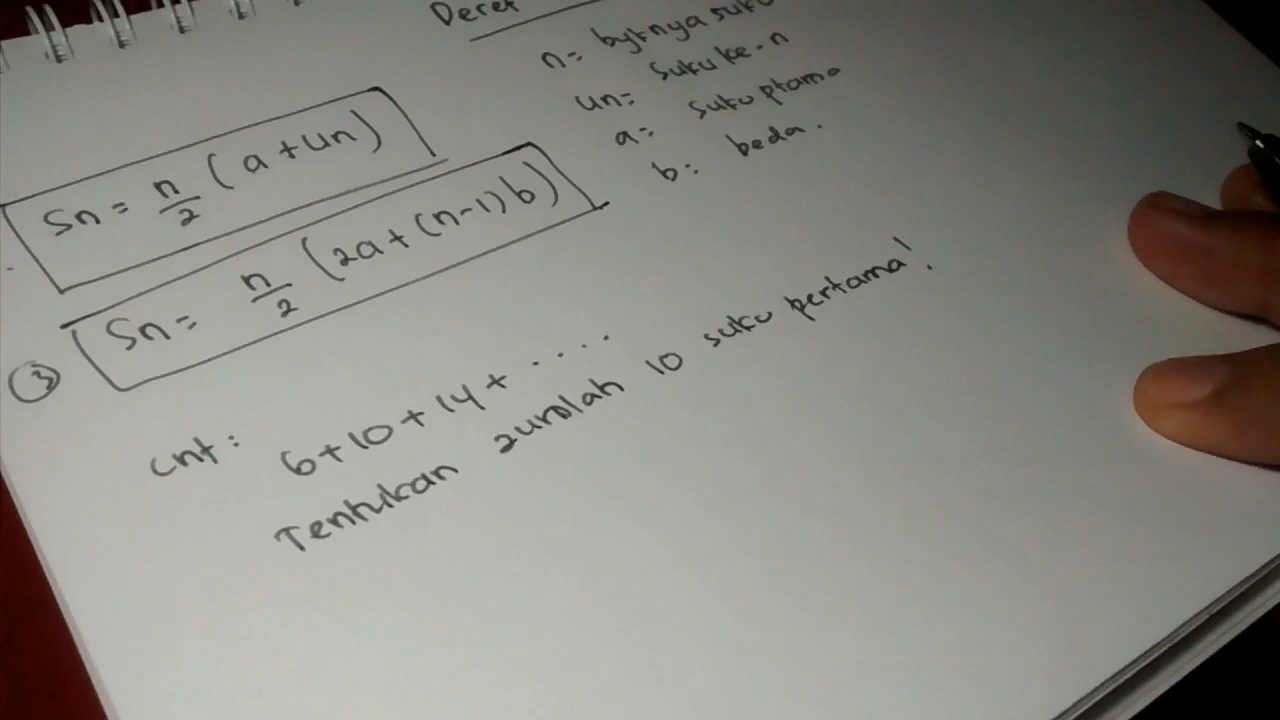 Deret
n= byknya suku
Un= suku ke-n
a= suku ptama
b= beda.
Sn = n/2 (a+Un)
Sn = n/2 (2a+(n-1)b)
③
Cnt: 6+10+14+ ....
Tentukan Jumlah 10 suku pertama!